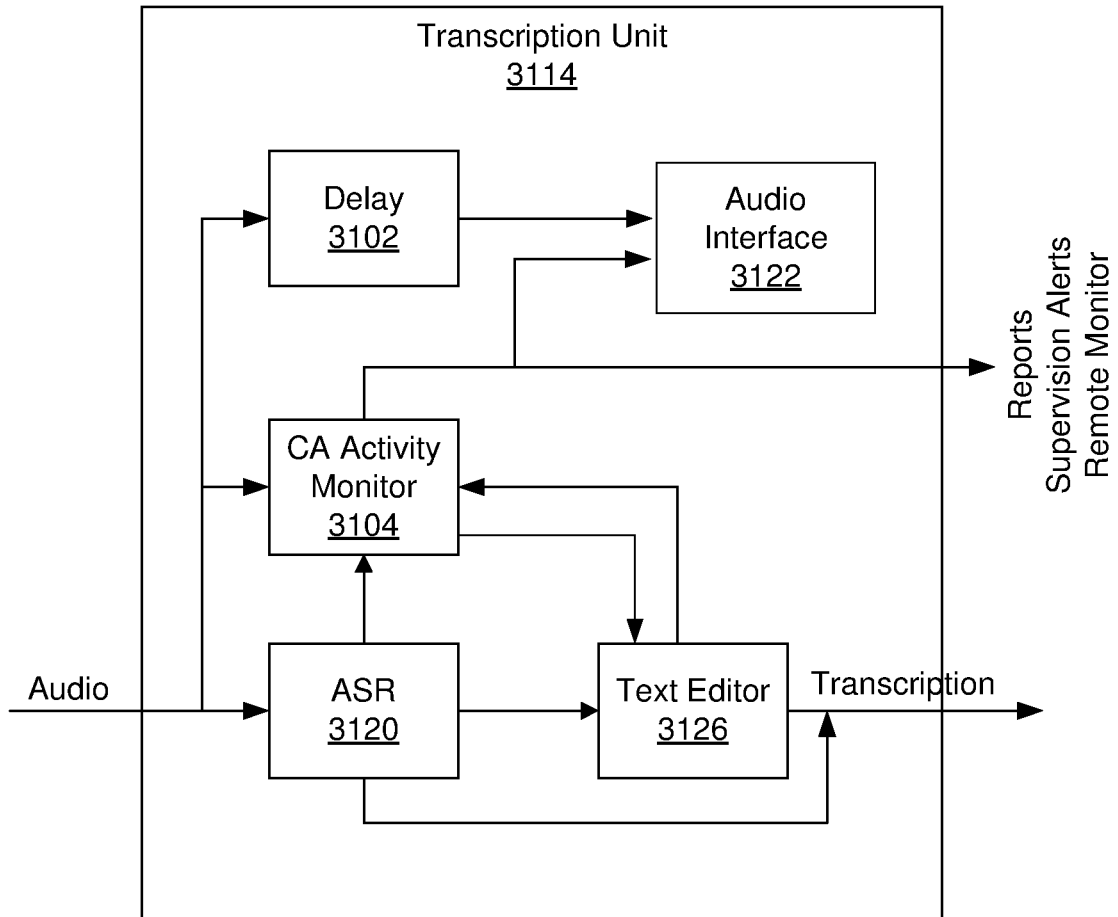 Transcription Unit
3114
Delay
3102
Audio
Interface
3122
Reports
Supervision Alerts
Remote Monitor
CA Activity
Monitor
3104
Audio
ASR
3120
Text Editor
3126
Transcription